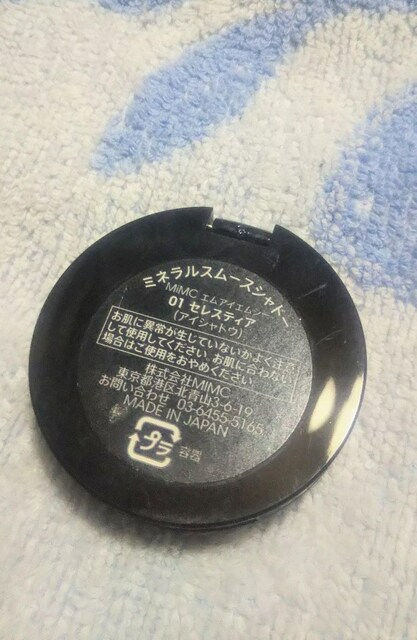 ミネラルスムースシャドー
MiMC エムアイエムシー
01 セレスティア
(アイシャドウ)
お肌に異常が生じていないかよく注意
して使用してください。お肌に合わない
場合はご使用をおやめください
株式会社MIMC
東京都港区北青山3-6-19
お問い合わせ 03-6455-5165
MADE IN JAPAN
プラ